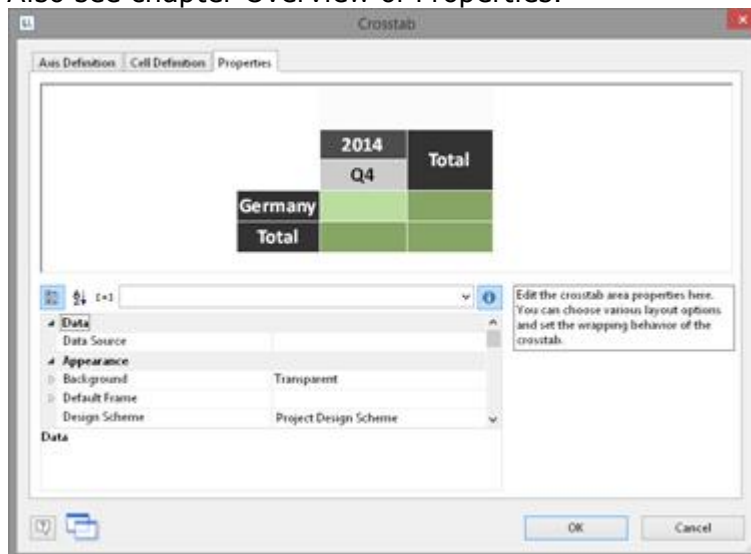 Also see chapter Overview of Properties.
LL
Crosstab
Axis Definition Cell Definition Properties
2014 Total
Q4
Germany
Total
Data
Data Source
Appearance
Background Transparent
Default Frame
Design Scheme Project Design Scheme
Data
Edit the crosstab area properties here.
You can choose various layout options
and set the wrapping behavior of the
crosstab.
OK Cancel